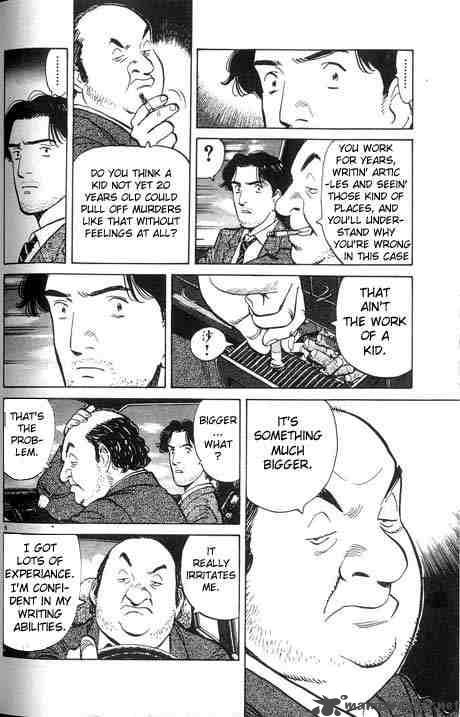 ........
YOU WORK
FOR YEARS,
WRITIN' ARTIC
-LES AND SEEIN'
THOSE KIND OF
PLACES, AND
YOU'LL UNDER-
STAND WHY
YOU'RE WRONG
IN THIS CASE
?
DO YOU THINK A
KID NOT YET 20
YEARS OLD COULD
PULL OFF MURDERS
LIKE THAT WITHOUT
FEELINGS AT ALL?
........
THAT
AIN'T
THE WORK
OF A
KID.
IT'S
SOMETHING
MUCH
BIGGER.
BIGGER
...
WHAT
?
THAT'S
THE
PROB-
LEM.
IT
REALLY
IRRITATES
ME.
I GOT
LOTS OF
EXPERIANCE.
I'M CONFI-
DENT IN MY
WRITING
ABILITIES.